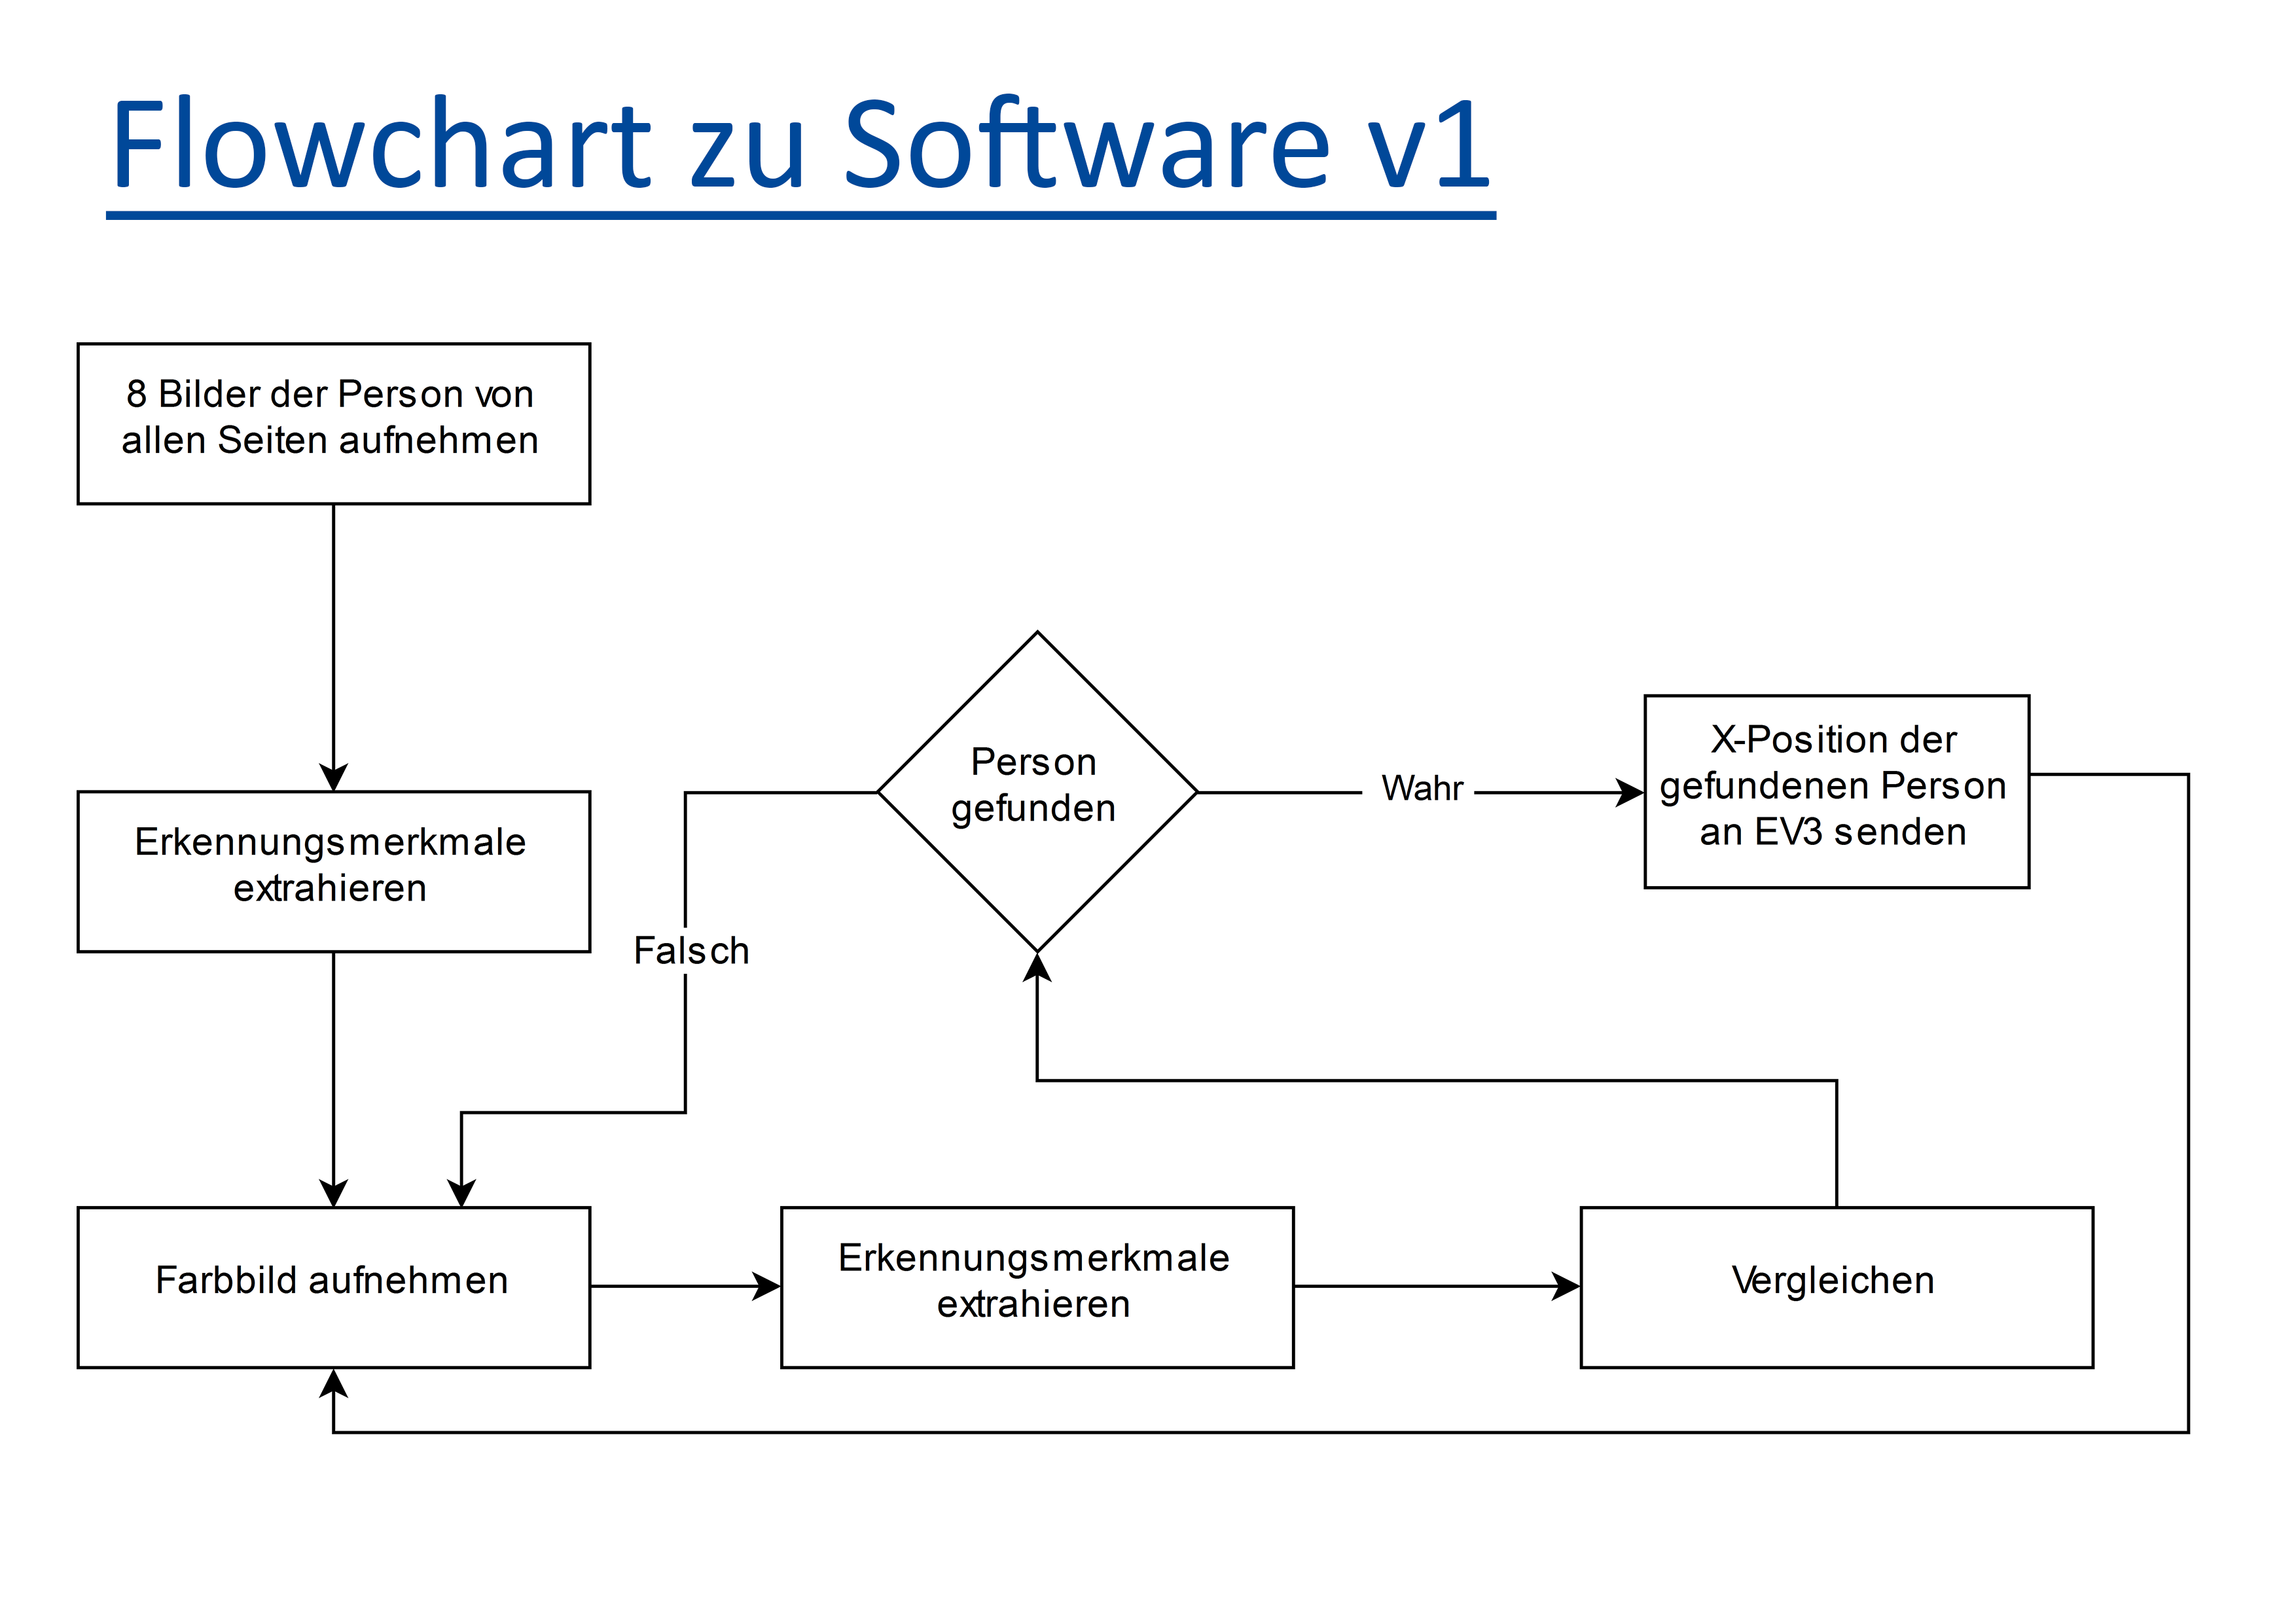 Flowchart zu Software v1
8 Bilder der Person von
allen Seiten aufnehmen
Erkennungsmerkmale
extrahieren
Person
gefunden
Wahr
X-Position der
gefundenen Person
an EV3 senden
Falsch
Farbbild aufnehmen
Erkennungsmerkmale
extrahieren
Vergleichen